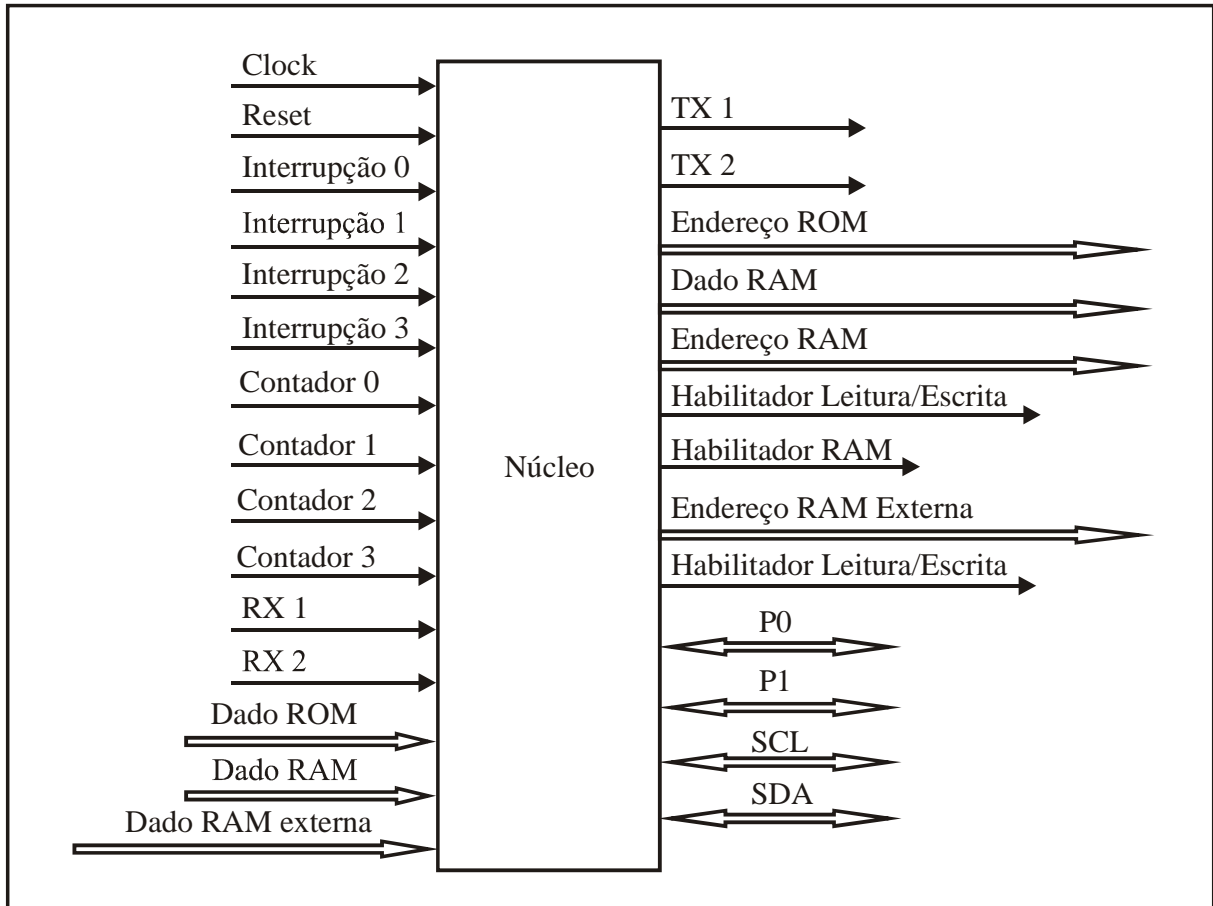 Clock
Reset
Interrupção 0
Interrupção 1
Interrupção 2
Interrupção 3
Contador 0
Contador 1
Contador 2
Contador 3
RX 1
RX 2
Dado ROM
Dado RAM
Dado RAM externa
Núcleo
TX 1
TX 2
Endereço ROM
Dado RAM
Endereço RAM
Habilitador Leitura/Escrita
Habilitador RAM
Endereço RAM Externa
Habilitador Leitura/Escrita
P0
P1
SCL
SDA